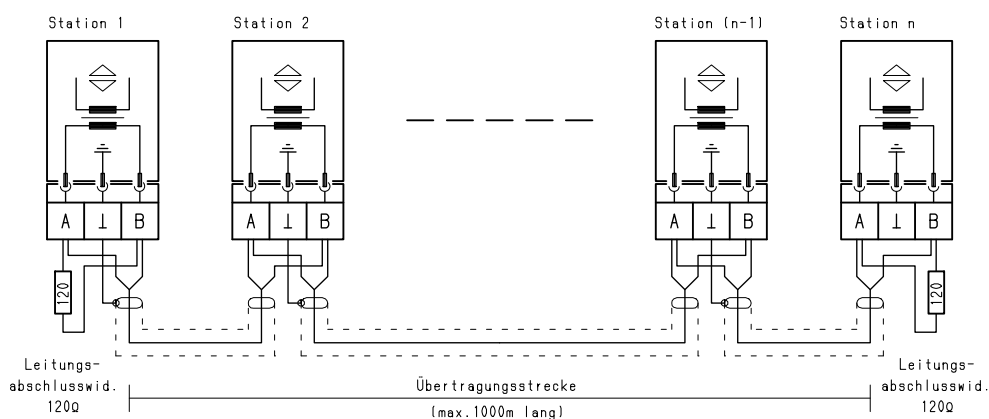 Station 1
Station 2
Station (n-1)
Station n
A ⊥ B
A ⊥ B
A ⊥ B
A ⊥ B
120
120
Leitungs-
abschlusswid.
120Ω
Übertragungsstrecke
(max.1000m lang)
Leitungs-
abschlusswid.
120Ω